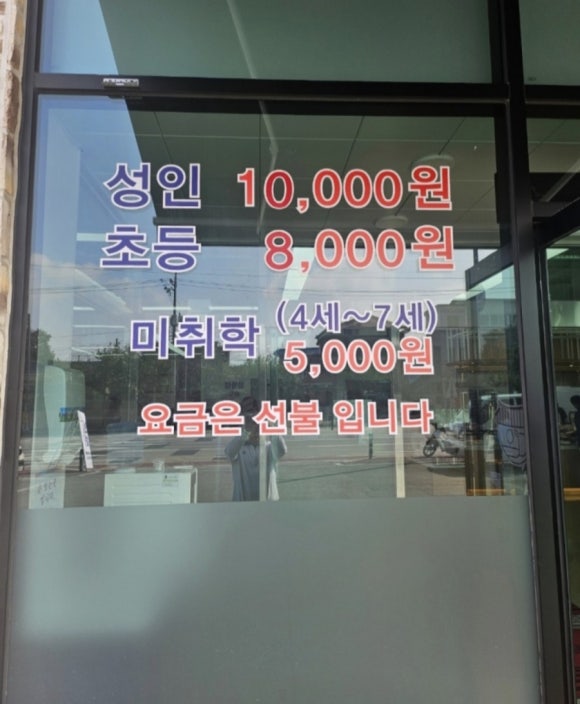 성인 10,000원
초등 8,000원
미취학 (4세~7세)
5,000원
요금은 선불 입니다